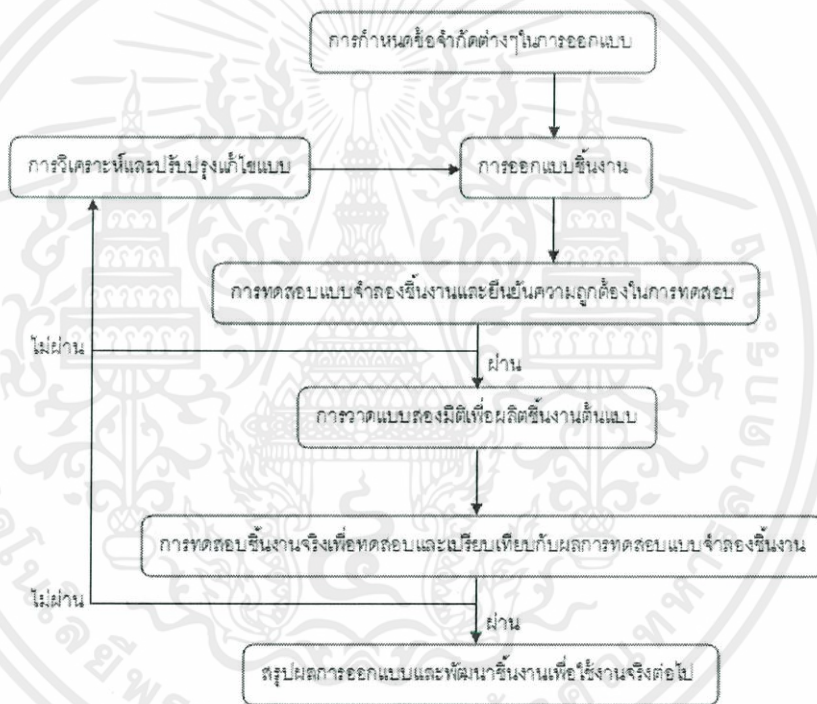 การกำหนดข้อจำกัดต่างๆในการออกแบบ
การวิเคราะห์และปรับปรุงแก้ไขแบบ
การออกแบบชิ้นงาน
การทดสอบแบบจำลองชิ้นงานและยืนยันความถูกต้องในการทดสอบ
ไม่ผ่าน
ผ่าน
การวาดแบบสองมิติเพื่อผลิตชิ้นงานต้นแบบ
การทดสอบชิ้นงานจริงเพื่อทดสอบและเปรียบเทียบกับผลการทดสอบแบบจำลองชิ้นงาน
ไม่ผ่าน
ผ่าน
สรุปผลการออกแบบและพัฒนาชิ้นงานเพื่อใช้งานจริงต่อไป